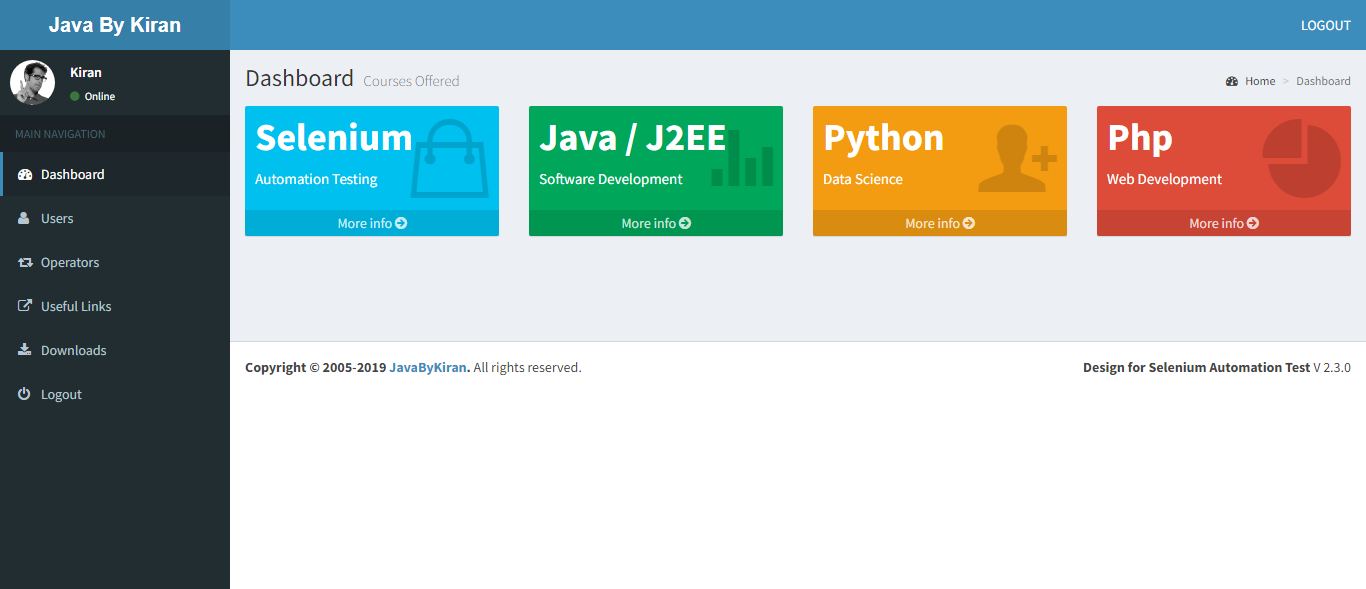 Java By Kiran
LOGOUT
Kiran
Online
MAIN NAVIGATION
Dashboard
Users
Operators
Useful Links
Downloads
Logout
Dashboard Courses Offered
Home > Dashboard
Selenium
Automation Testing
More info
Java / J2EE
Software Development
More info
Python
Data Science
More info
Php
Web Development
More info
Copyright © 2005-2019 JavaByKiran. All rights reserved.
Design for Selenium Automation Test V 2.3.0